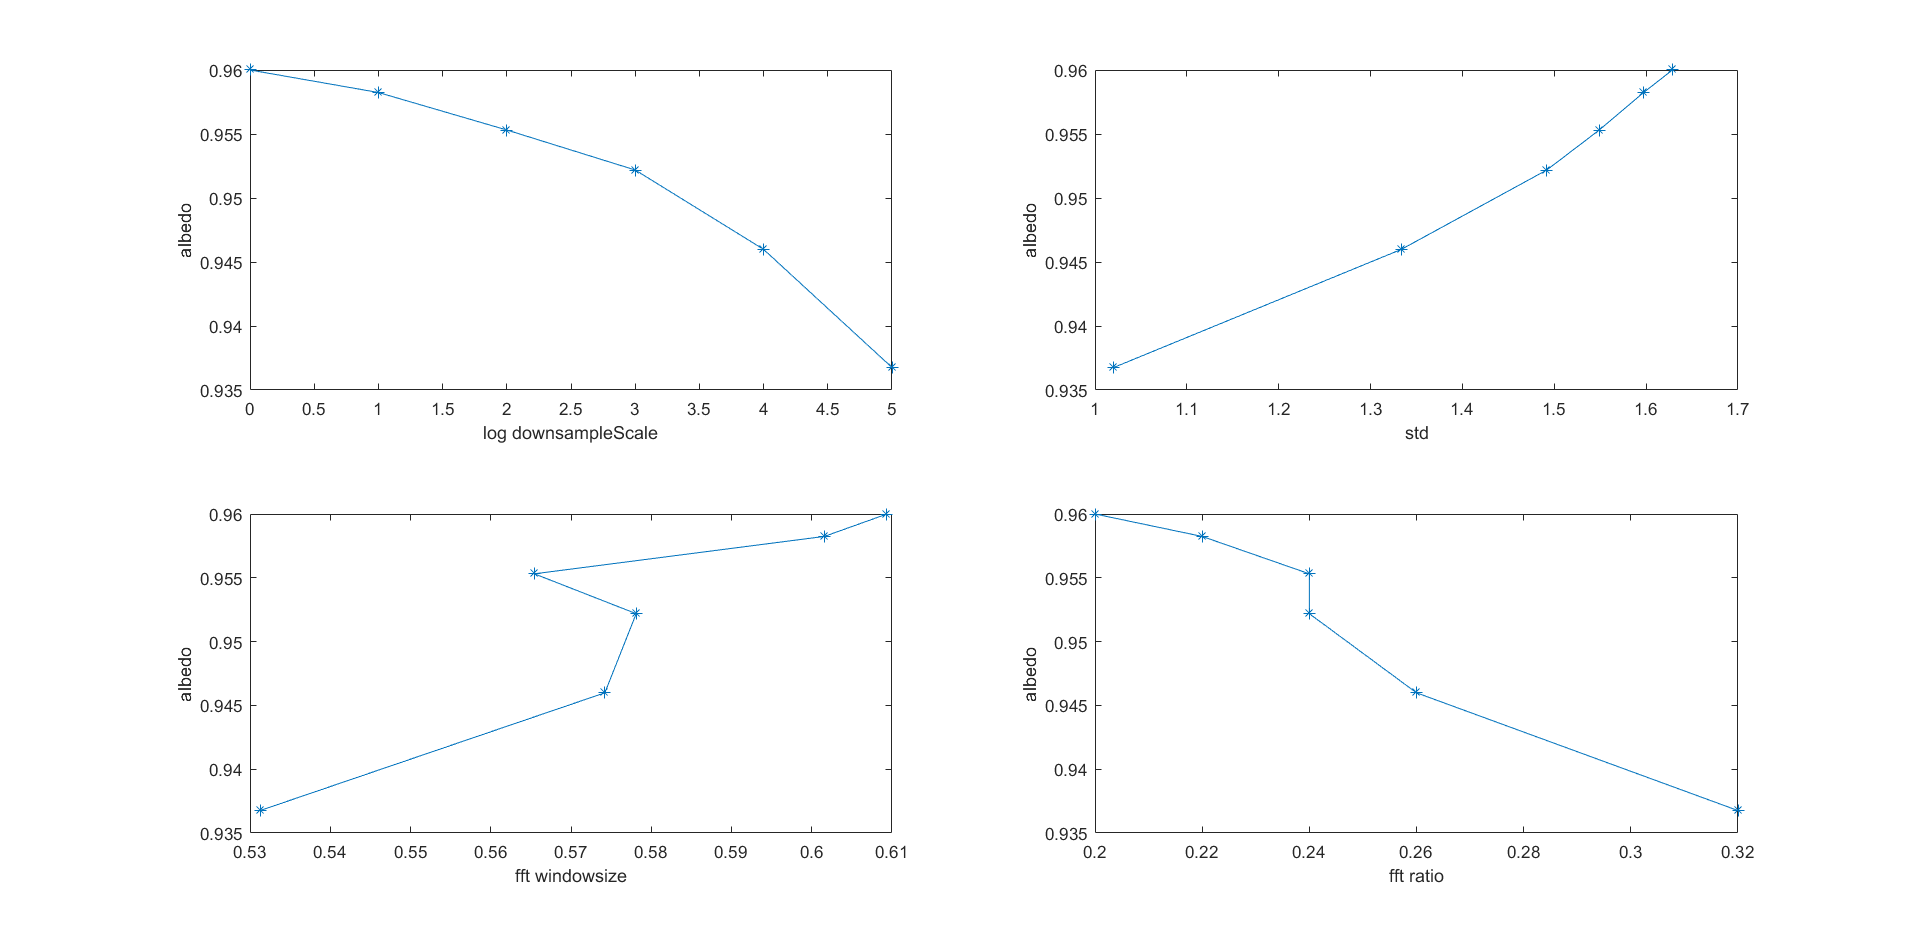 0.96
0.955
0.95
0.945
0.94
0.935
albedo
0 0.5 1 1.5 2 2.5 3 3.5 4 4.5 5
log downsampleScale
0.96
0.955
0.95
0.945
0.94
0.935
albedo
1 1.1 1.2 1.3 1.4 1.5 1.6 1.7
std
0.96
0.955
0.95
0.945
0.94
0.935
albedo
0.53 0.54 0.55 0.56 0.57 0.58 0.59 0.6 0.61
fft windowsize
0.96
0.955
0.95
0.945
0.94
0.935
albedo
0.2 0.22 0.24 0.26 0.28 0.3 0.32
fft ratio